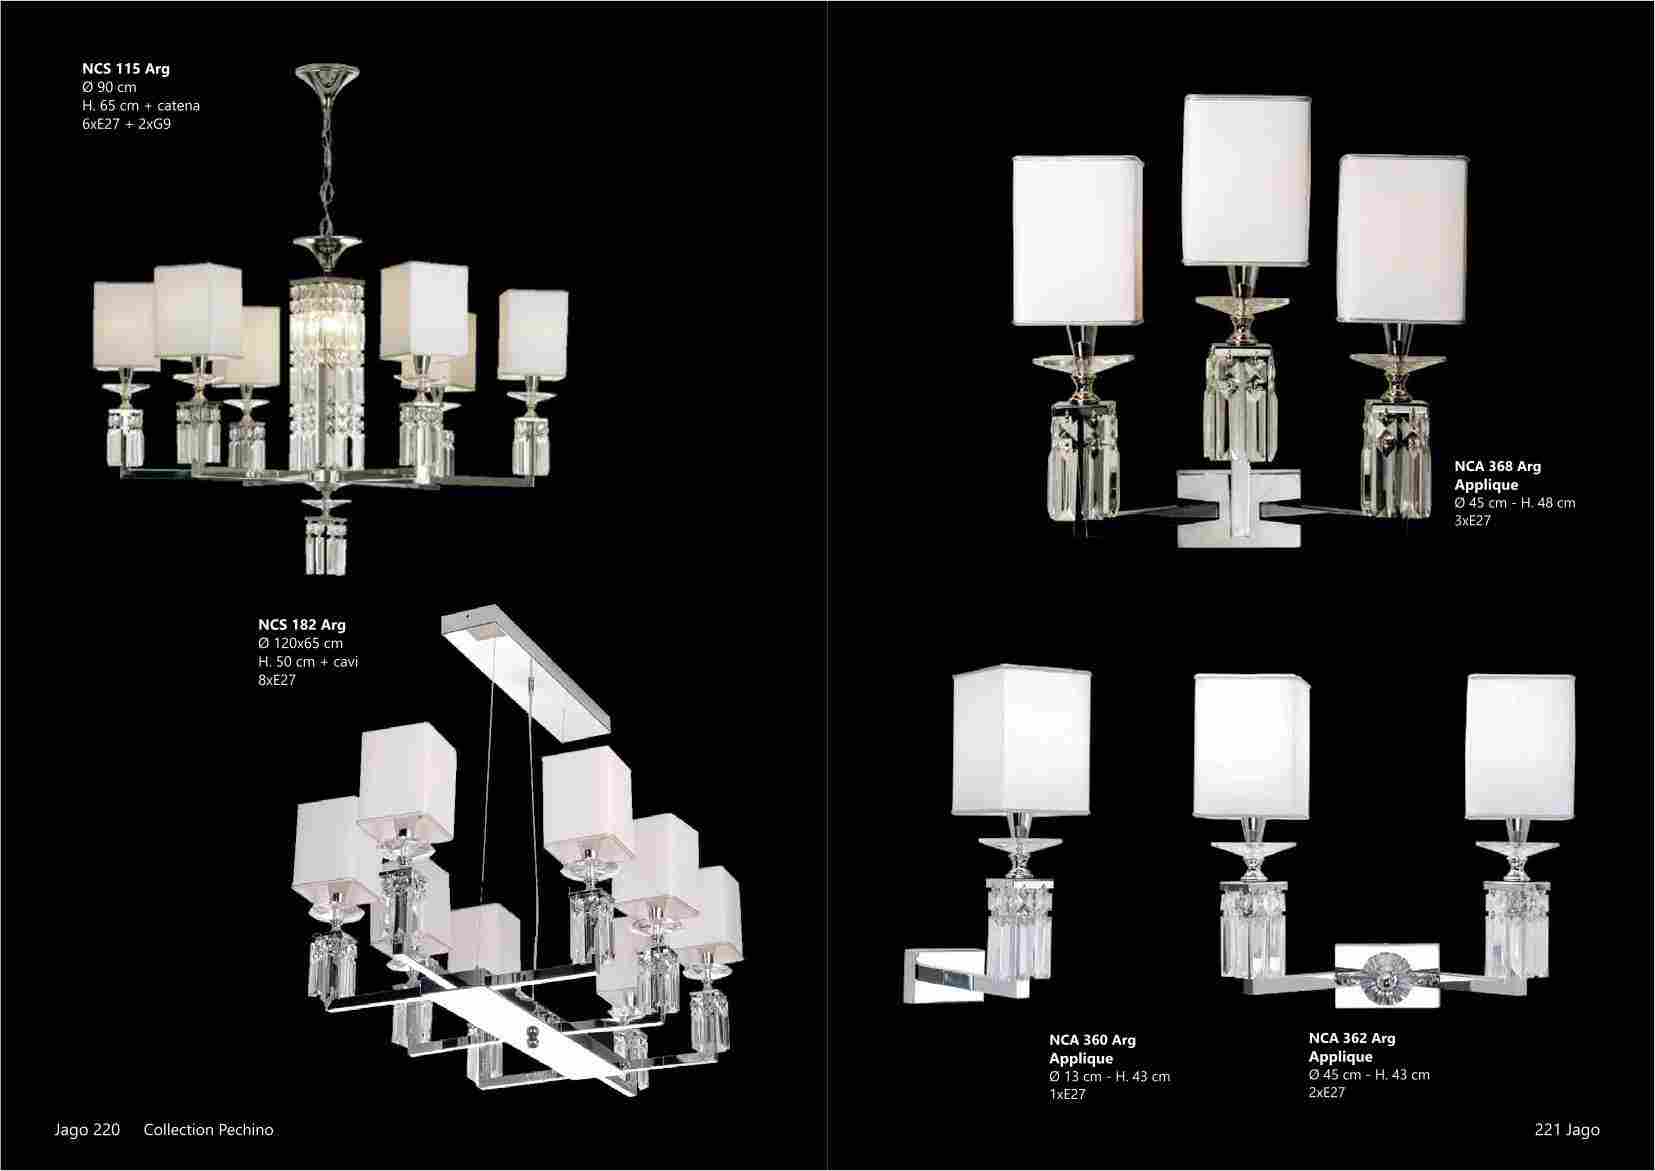 NCS 115 Arg
Ø 90 cm
H. 65 cm + catena
6xE27 + 2xG9
NCS 182 Arg
Ø 120x65 cm
H. 50 cm + cavi
8xE27
Jago 220 Collection Pechino
NCA 368 Arg
Applique
Ø 45 cm - H. 48 cm
3xE27
NCA 360 Arg
Applique
Ø 13 cm - H. 43 cm
1xE27
NCA 362 Arg
Applique
Ø 45 cm - H. 43 cm
2xE27
221 Jago